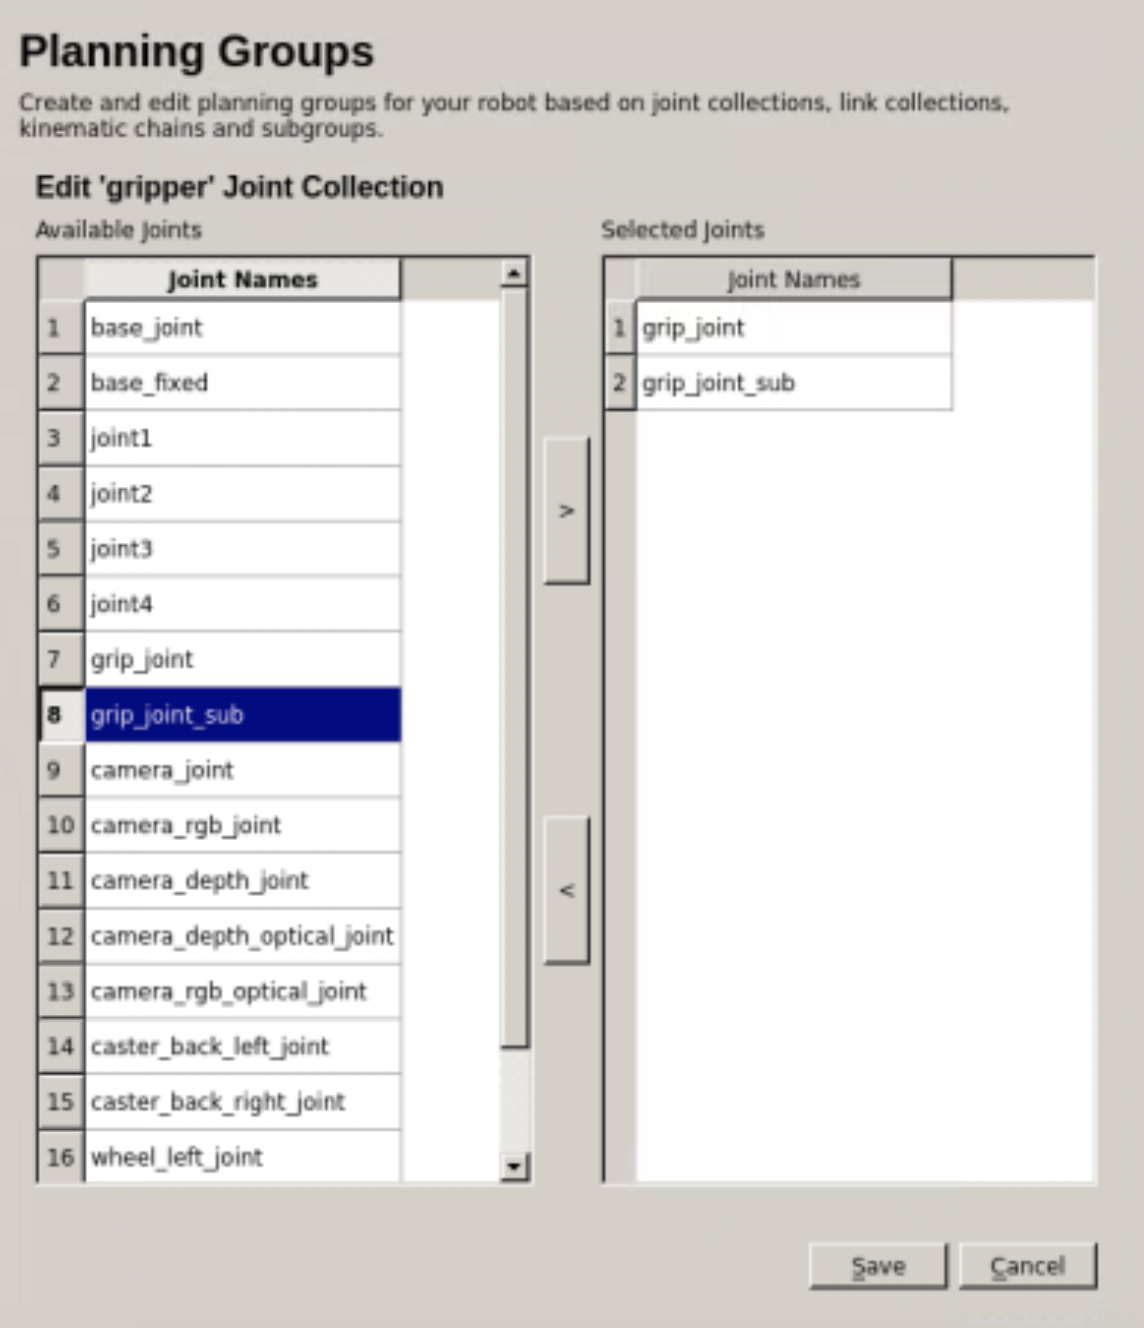 Planning Groups
Create and edit planning groups for your robot based on joint collections, link collections,
kinematic chains and subgroups.
Edit 'gripper' Joint Collection
Available Joints
Joint Names
1 base_joint
2 base_fixed
3 joint1
4 joint2
5 joint3
6 joint4
7 grip_joint
8 grip_joint_sub
9 camera_joint
10 camera_rgb_joint
11 camera_depth_joint
12 camera_depth_optical_joint
13 camera_rgb_optical_joint
14 caster_back_left_joint
15 caster_back_right_joint
16 wheel_left_joint
>
<
Selected Joints
Joint Names
1 grip_joint
2 grip_joint_sub
Save Cancel